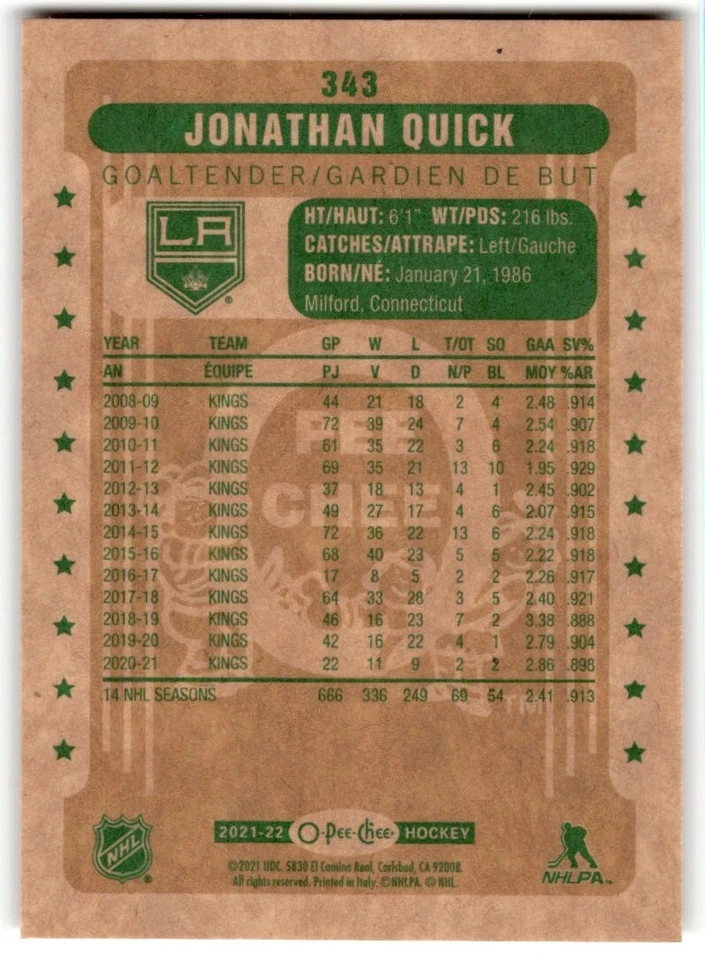 343
JONATHAN QUICK
GOALTENDER/GARDIEN DE BUT
LA
HT/HAUT: 6'1" WT/PDS: 216 lbs.
CATCHES/ATTRAPE: Left/Gauche
BORN/NÉ: January 21, 1986
Milford, Connecticut
YEAR TEAM GP W L T/OT SO GAA SV%
AN ÉQUIPE PJ V D N/P BL MOY %AR
2008-09 KINGS 44 21 18 2 4 2.48 .914
2009-10 KINGS 72 39 24 7 4 2.54 .907
2010-11 KINGS 61 35 22 3 6 2.24 .918
2011-12 KINGS 69 35 21 13 10 1.95 .929
2012-13 KINGS 37 18 13 4 1 2.45 .902
2013-14 KINGS 49 27 17 4 6 2.07 .915
2014-15 KINGS 72 36 22 13 6 2.24 .918
2015-16 KINGS 68 40 23 5 5 2.22 .918
2016-17 KINGS 17 8 5 2 2 2.26 .917
2017-18 KINGS 64 33 28 3 5 2.40 .921
2018-19 KINGS 46 16 23 7 2 3.38 .888
2019-20 KINGS 42 16 22 4 1 2.79 .904
2020-21 KINGS 22 11 9 2 2 2.86 .898
14 NHL SEASONS 666 336 249 69 54 2.41 .913
PEE
CHEE
TM
NHL ®
2021-22 O-Pee-Chee HOCKEY
©2021 UDC. 5830 El Camino Real, Carlsbad, CA 92008.
All rights reserved. Printed in Italy. ©NHLPA. © NHL.
NHLPA™